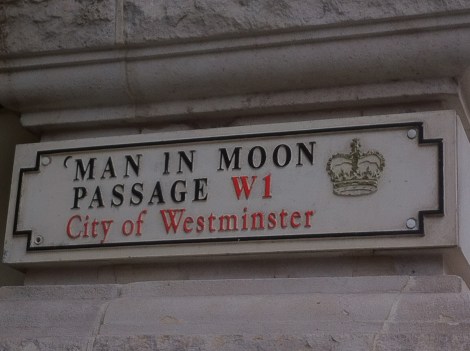 MAN IN MOON
PASSAGE W1
City of Westminster